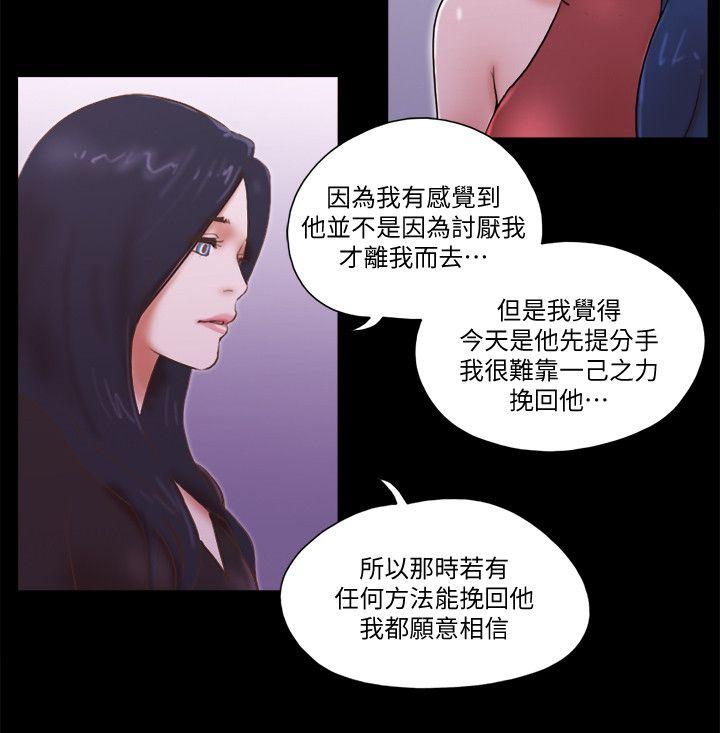 因為我有感覺到
他並不是因為討厭我
才離我而去…
但是我覺得
今天是他先提分手
我很難靠一己之力
挽回他…
所以那時若有
任何方法能挽回他
我都願意相信